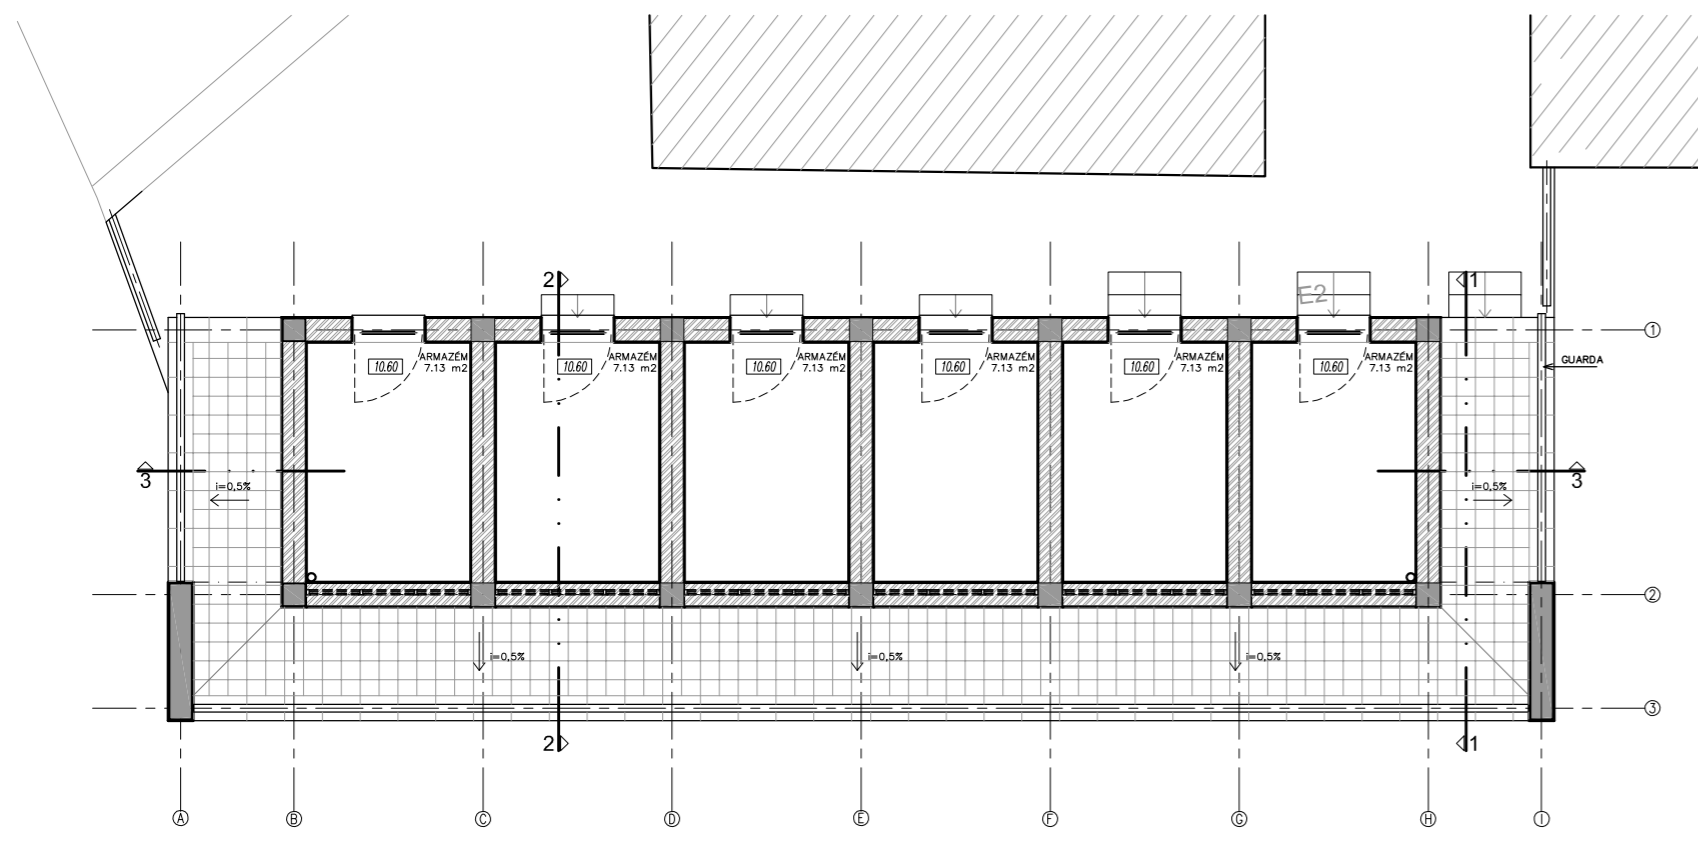 2
1
E2
1
ARMAZÉM
7.13 m2
10.60
ARMAZÉM
7.13 m2
10.60
ARMAZÉM
7.13 m2
10.60
ARMAZÉM
7.13 m2
10.60
ARMAZÉM
7.13 m2
10.60
ARMAZÉM
7.13 m2
10.60
GUARDA
3
3
i=0,5%
i=0,5%
2
i=0,5%
i=0,5%
i=0,5%
3
2
1
A B C D E F G H I